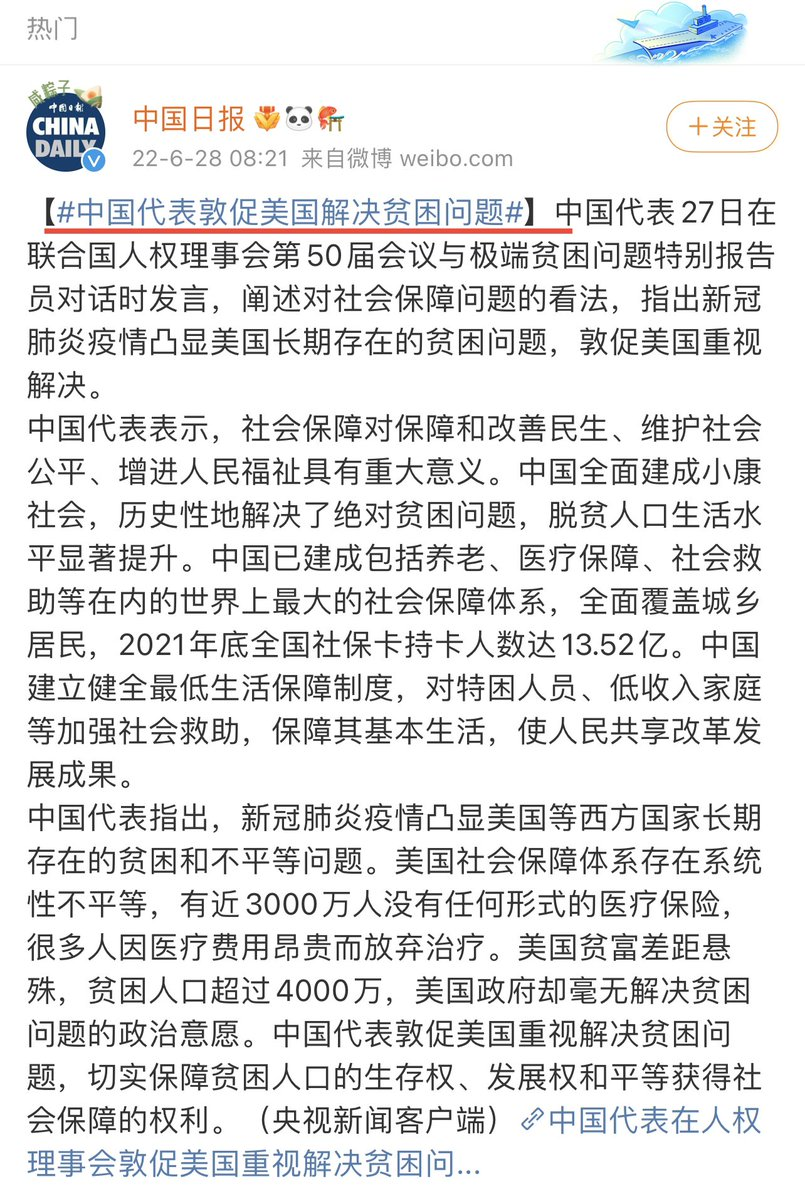 热门
咸粽子
中国日报
CHINA
DAILY
中国日报
22-6-28 08:21 来自微博 weibo.com
+关注
【#中国代表敦促美国解决贫困问题#】中国代表27日在
联合国人权理事会第50届会议与极端贫困问题特别报告
员对话时发言，阐述对社会保障问题的看法，指出新冠
肺炎疫情凸显美国长期存在的贫困问题，敦促美国重视
解决。
中国代表表示，社会保障对保障和改善民生、维护社会
公平、增进人民福祉具有重大意义。中国全面建成小康
社会，历史性地解决了绝对贫困问题，脱贫人口生活水
平显著提升。中国已建成包括养老、医疗保障、社会救
助等在内的世界上最大的社会保障体系，全面覆盖城乡
居民，2021年底全国社保卡持卡人数达13.52亿。中国
建立健全最低生活保障制度，对特困人员、低收入家庭
等加强社会救助，保障其基本生活，使人民共享改革发
展成果。
中国代表指出，新冠肺炎疫情凸显美国等西方国家长期
存在的贫困和不平等问题。美国社会保障体系存在系统
性不平等，有近3000万人没有任何形式的医疗保险，
很多人因医疗费用昂贵而放弃治疗。美国贫富差距悬
殊，贫困人口超过4000万，美国政府却毫无解决贫困
问题的政治意愿。中国代表敦促美国重视解决贫困问
题，切实保障贫困人口的生存权、发展权和平等获得社
会保障的权利。（央视新闻客户端）中国代表在人权
理事会敦促美国重视解决贫困问...